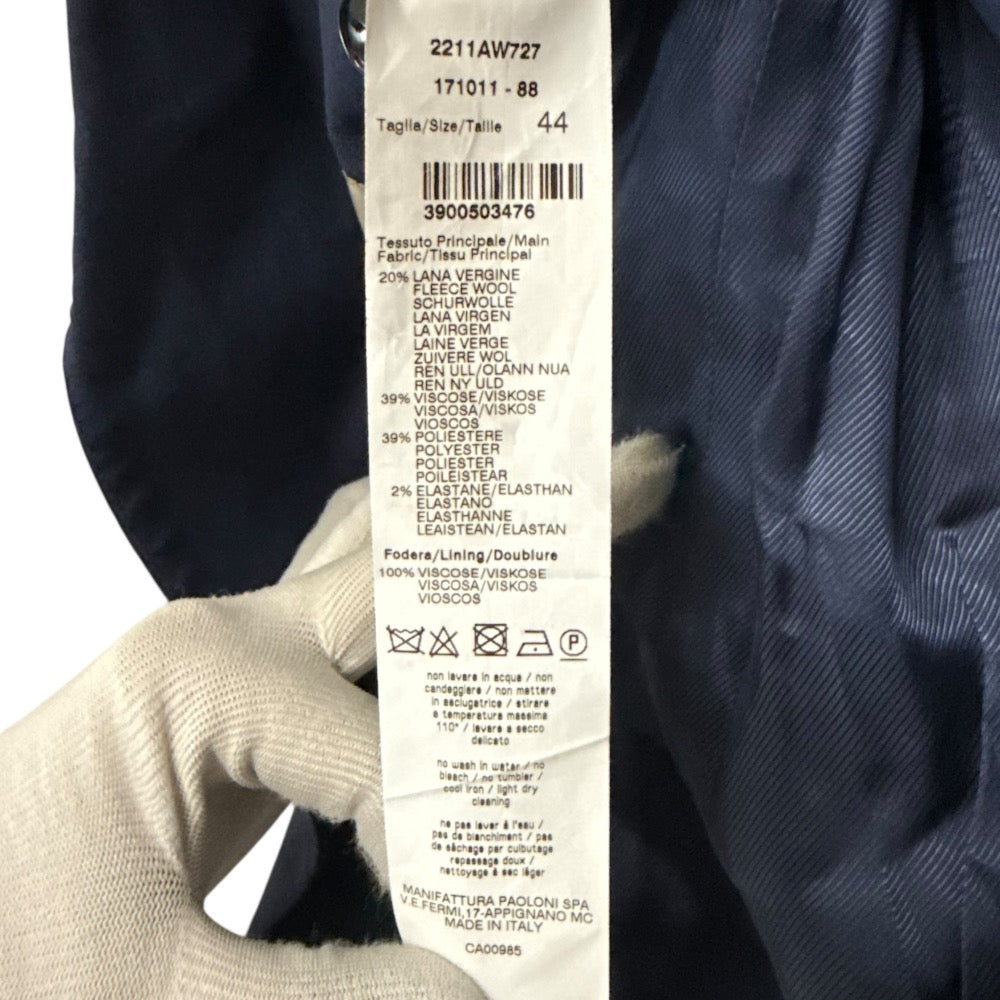 2211AW727
171011 - 88
Taglia/Size/Taille 44
3900503476
Tessuto Principale/Main
Fabric/Tissu Principal
20% LANA VERGINE
FLEECE WOOL
SCHURWOLLE
LANA VIRGEN
LA VIRGEM
LAINE VERGE
ZUIVERE WOL
REN ULL/OLANN NUA
REN NY ULD
39% VISCOSE/VISKOSE
VISCOSA/VISKOS
VIOSCOS
39% POLIESTERE
POLYESTER
POLIESTER
POILEISTEAR
2% ELASTANE/ELASTHAN
ELASTANO
ELASTHANNE
LEAISTEAN/ELASTAN
Fodera/Lining/Doublure
100% VISCOSE/VISKOSE
VISCOSA/VISKOS
VIOSCOS
P
non lavare in acqua / non
candeggiare / non mettere
in asciugatrice / stirare
a temperatura massima
110° / lavare a secco
delicato
no wash in water / no
bleach / no tumbler /
cool iron / light dry
cleaning
ne pas laver à l'eau /
pas de blanchiment / pas
de sèchage par culbutage
repassage doux /
nettoyage à sec lèger
MANIFATTURA PAOLONI SPA
V.E.FERMI,17-APPIGNANO MC
MADE IN ITALY
CA00985